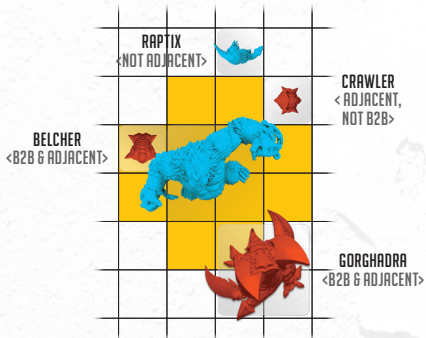 RAPTIX
<NOT ADJACENT>
CRAWLER
< ADJACENT,
NOT B2B>
BELCHER
<B2B & ADJACENT>
GORGHADRA
<B2B & ADJACENT>